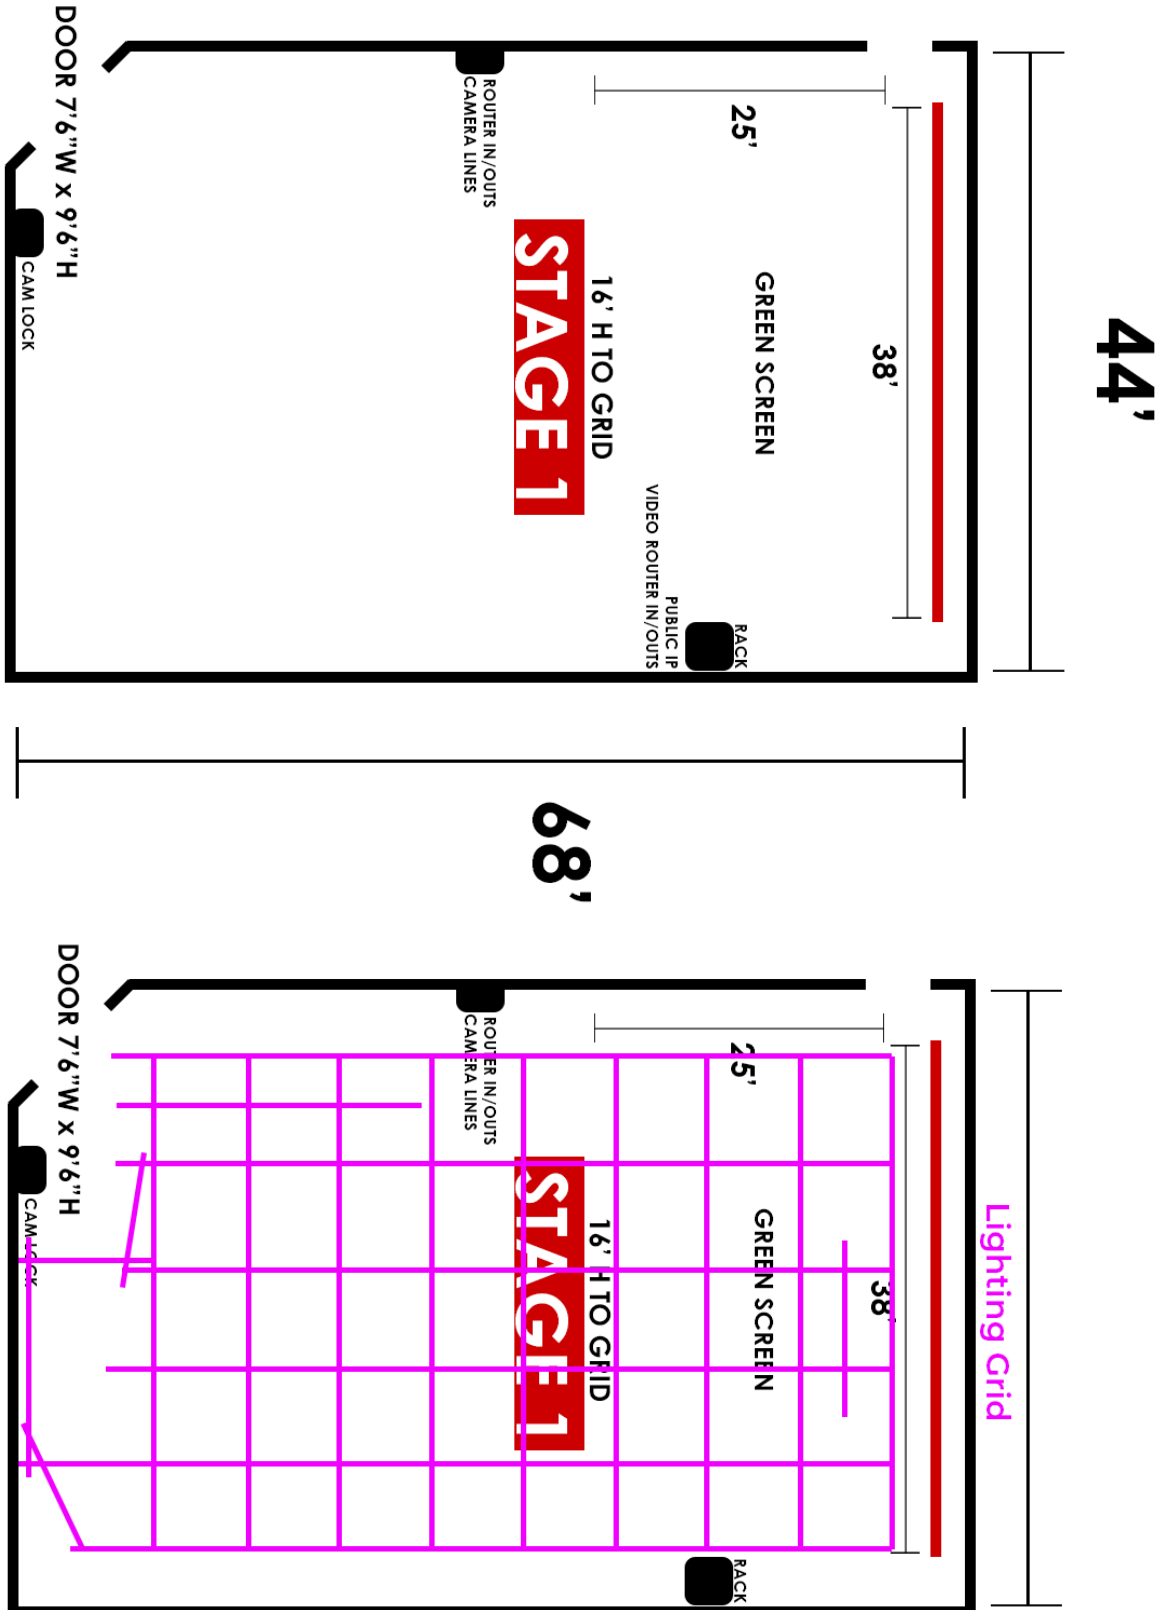 44'
38'
25'
GREEN SCREEN
16' H TO GRID
STAGE 1
RACK
PUBLIC IP
VIDEO ROUTER IN/OUTS
ROUTER IN/OUTS
CAMERA LINES
DOOR 7'6"W x 9'6"H
CAM LOCK
68'
Lighting Grid
38'
25'
GREEN SCREEN
16' H TO GRID
STAGE 1
RACK
ROUTER IN/OUTS
CAMERA LINES
DOOR 7'6"W x 9'6"H
CAM LOCK